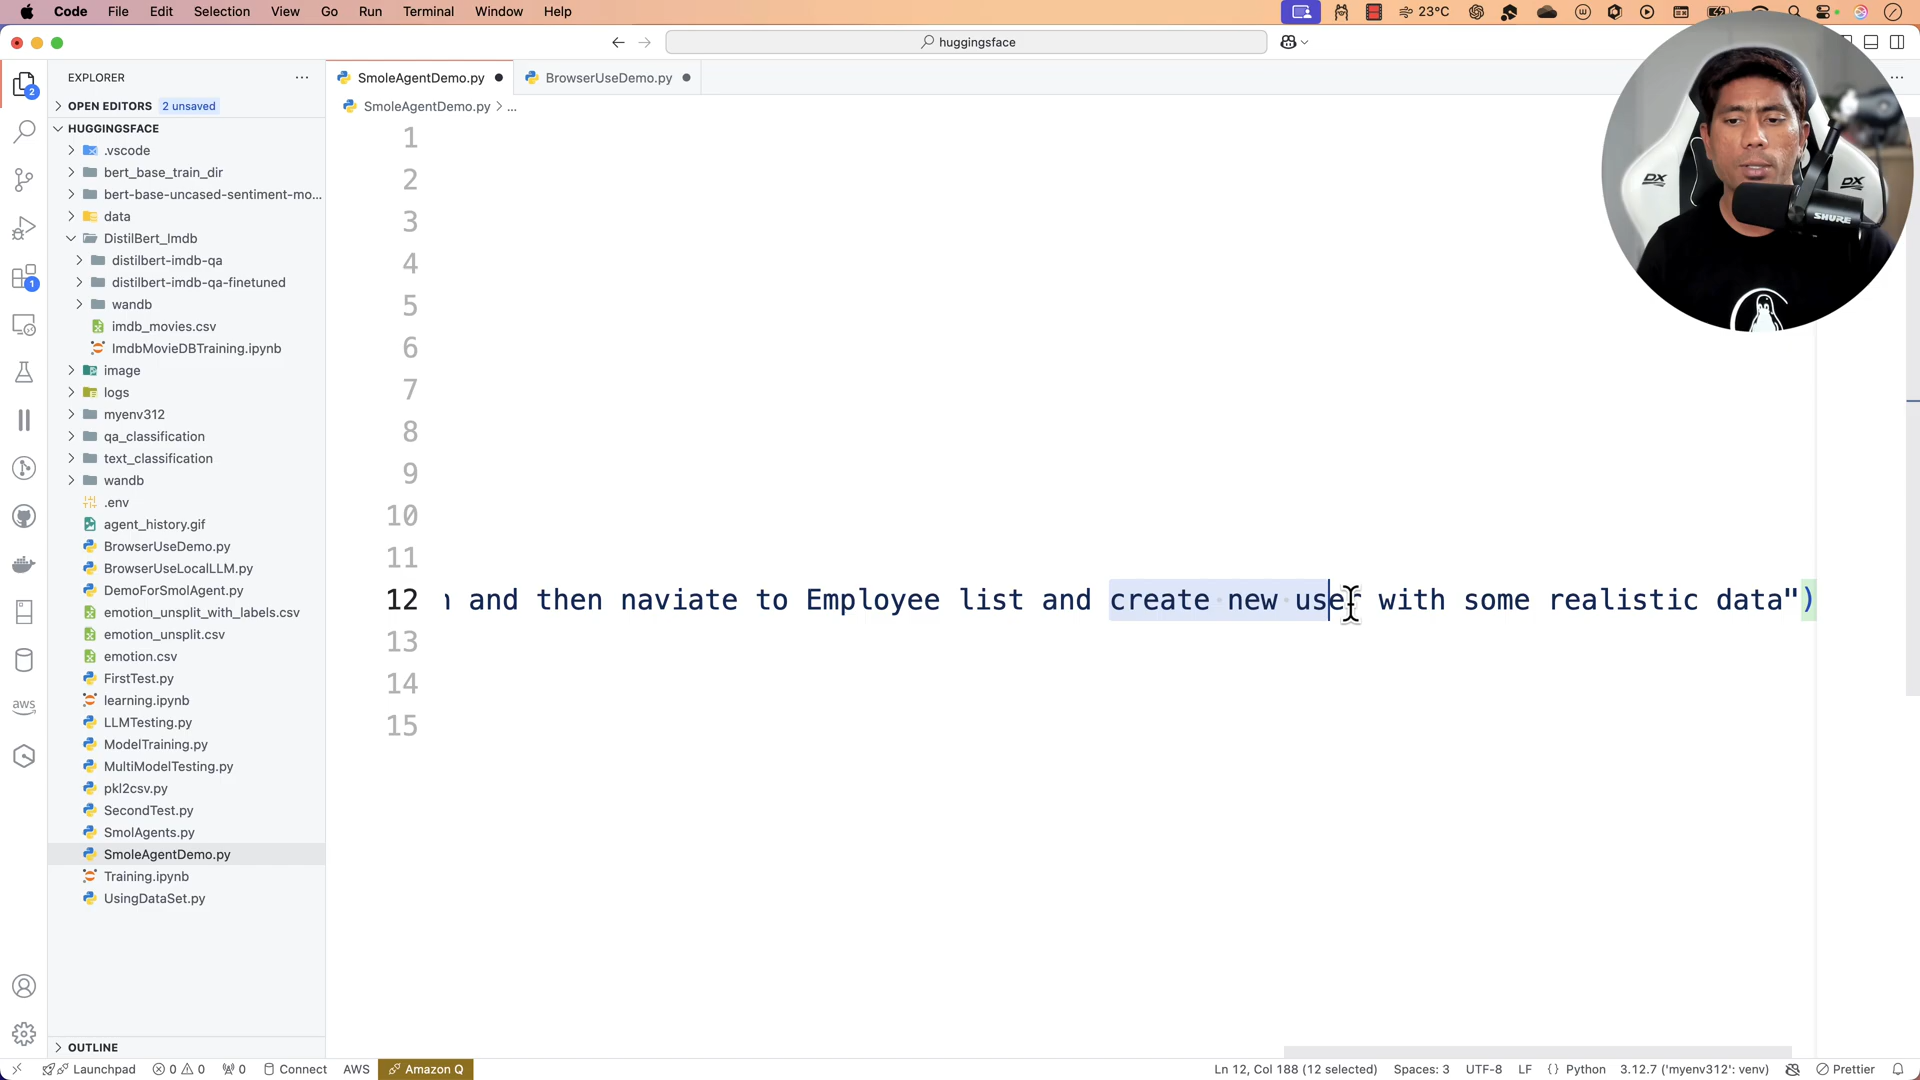 Code File Edit Selection View Go Run Terminal Window Help 23°C
huggingsface
EXPLORER
SmoleAgentDemo.py BrowserUseDemo.py
OPEN EDITORS 2 unsaved
SmoleAgentDemo.py > ...
HUGGINGSFACE
.vscode
bert_base_train_dir
bert-base-uncased-sentiment-mo...
data
DistilBert_Imdb
distilbert-imdb-qa
distilbert-imdb-qa-finetuned
wandb
imdb_movies.csv
ImdbMovieDBTraining.ipynb
image
logs
myenv312
qa_classification
text_classification
wandb
.env
agent_history.gif
BrowserUseDemo.py
BrowserUseLocalLLM.py
DemoForSmolAgent.py
emotion_unsplit_with_labels.csv
emotion_unsplit.csv
emotion.csv
FirstTest.py
learning.ipynb
LLMTesting.py
ModelTraining.py
MultiModelTesting.py
pkl2csv.py
SecondTest.py
SmolAgents.py
SmoleAgentDemo.py
Training.ipynb
UsingDataSet.py
OUTLINE
2
1
aws
1
2
3
4
5
6
7
8
9
10
11
12 and then naviate to Employee list and create new user with some realistic data")
13
14
15
DX DX
SHURE
Launchpad 0 0 0 Connect AWS Amazon Q Ln 12, Col 188 (12 selected) Spaces: 3 UTF-8 LF {} Python 3.12.7 ('myenv312': venv) Prettier